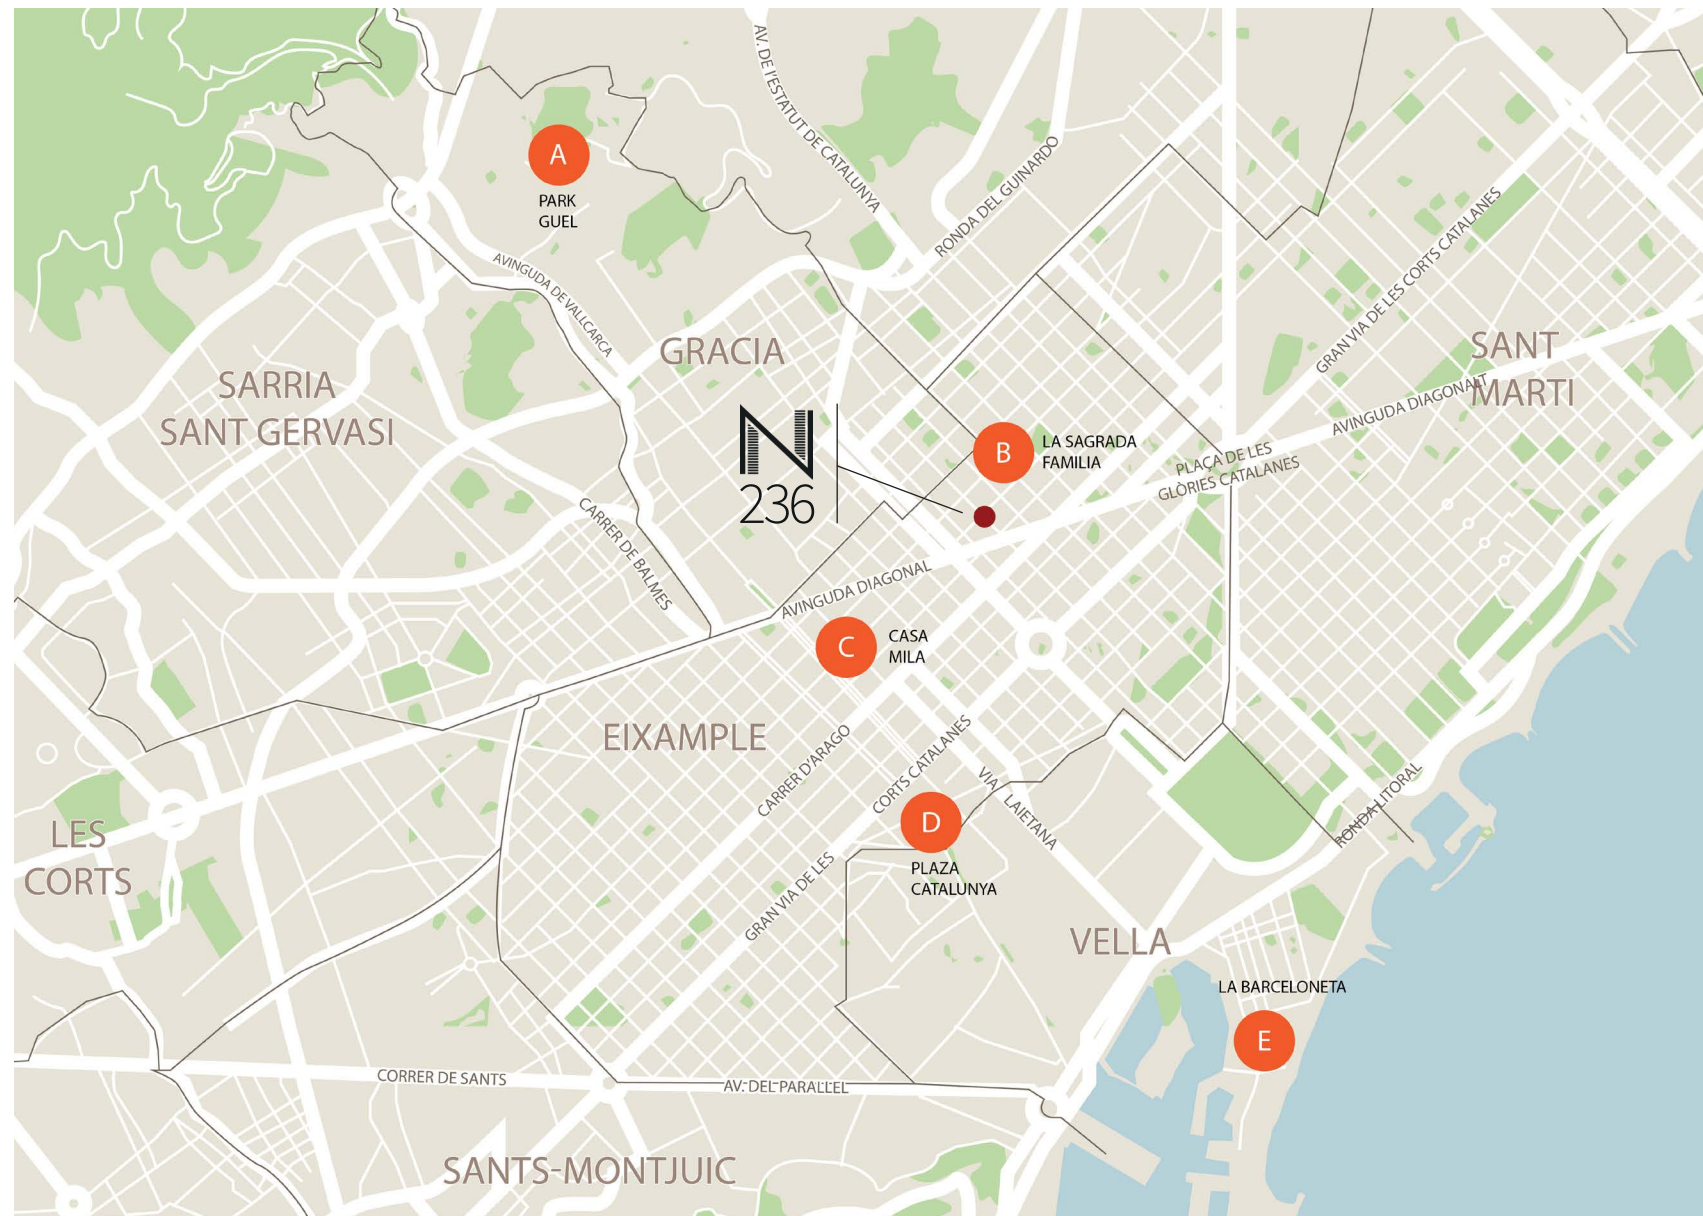 AV. DE l'ESTATUT DE CATALUNYA
A
PARK
GUEL
RONDA DEL GUINARDO
GRAN VIA DE LES CORTS CATALANES
AVINGUDA DE VALLCARCA
GRACIA
SARRIA
SANT GERVASI
SANT
MARTI
AVINGUDA DIAGONALT
N
236
B
LA SAGRADA
FAMILIA
PLAÇA DE LES
GLÒRIES CATALANES
CARRER DE BALMES
AVINGUDA DIAGONAL
C
CASA
MILA
EIXAMPLE
CARRER D'ARAGO
GRAN VIA DE LES CORTS CATALANES
VIA LAIETANA
RONDA LITORAL
D
PLAZA
CATALUNYA
LES
CORTS
VELLA
LA BARCELONETA
E
CORRER DE SANTS
AV. DEL PARALLEL
SANTS-MONTJUIC